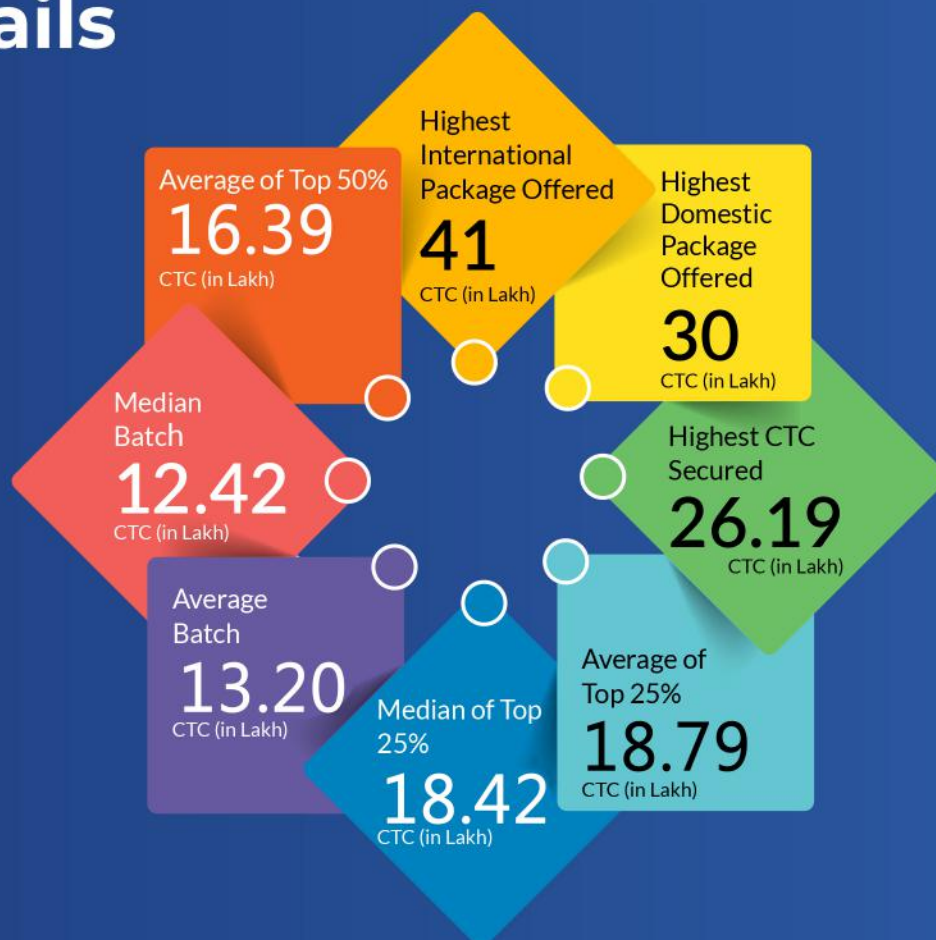 ails
Highest
International
Package Offered
41
CTC (in Lakh)
Highest
Domestic
Package
Offered
30
CTC (in Lakh)
Highest CTC
Secured
26.19
CTC (in Lakh)
Average of
Top 25%
18.79
CTC (in Lakh)
Median of Top
25%
18.42
CTC (in Lakh)
Average
Batch
13.20
CTC (in Lakh)
Median
Batch
12.42
CTC (in Lakh)
Average of Top 50%
16.39
CTC (in Lakh)